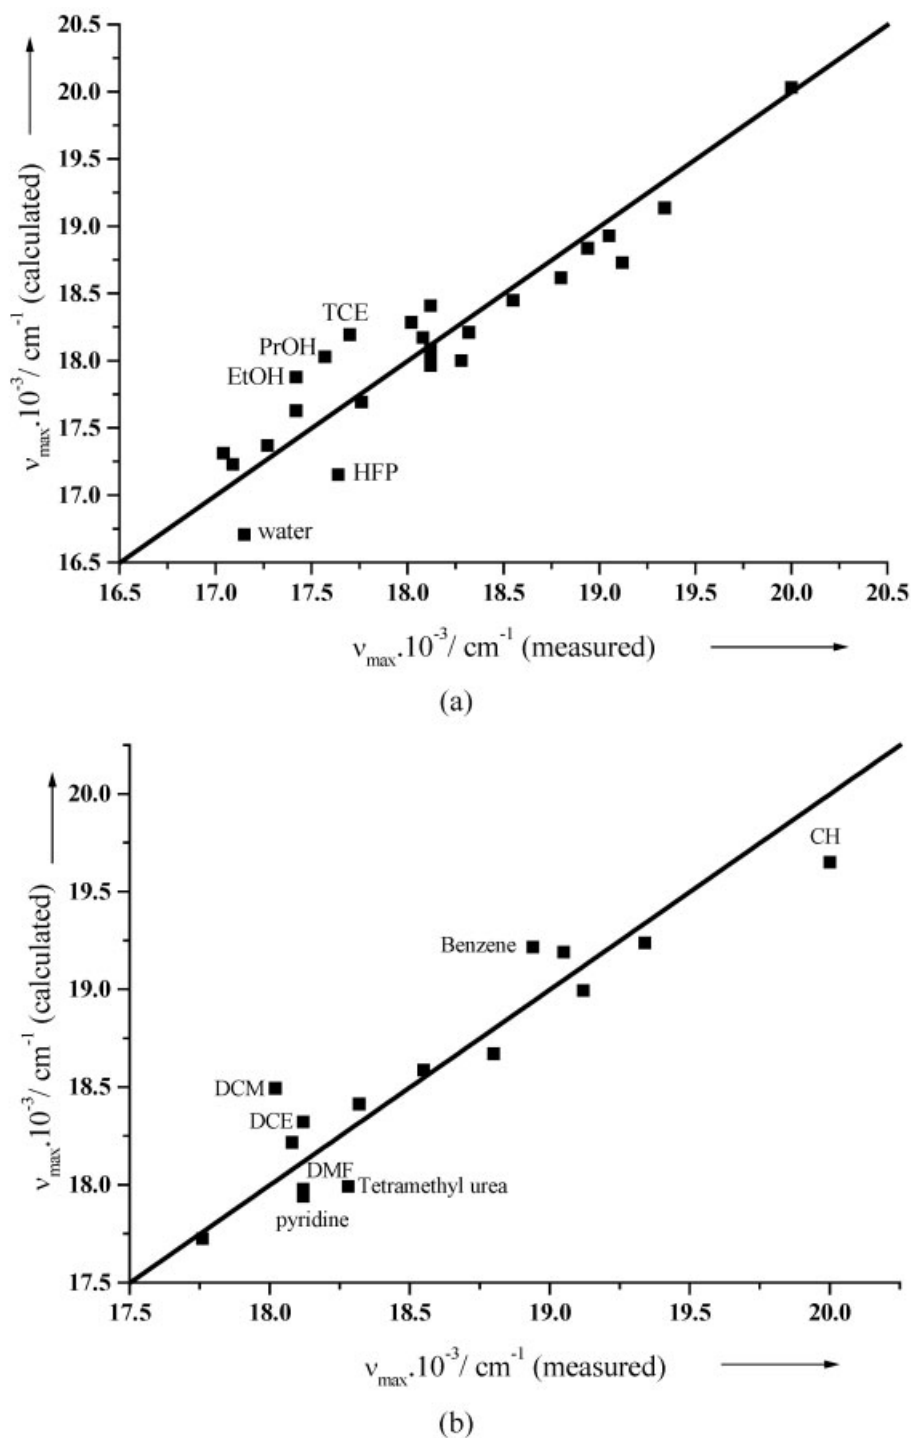 20.5
20.0
19.5
19.0
18.5
18.0
17.5
17.0
16.5
ν_max.10^-3/ cm^-1 (calculated)
TCE
PrOH
EtOH
HFP
water
16.5 17.0 17.5 18.0 18.5 19.0 19.5 20.0 20.5
ν_max.10^-3/ cm^-1 (measured)
(a)
20.0
19.5
19.0
18.5
18.0
17.5
ν_max.10^-3/ cm^-1 (calculated)
CH
Benzene
DCM
DCE
DMF
Tetramethyl urea
pyridine
17.5 18.0 18.5 19.0 19.5 20.0
ν_max.10^-3/ cm^-1 (measured)
(b)